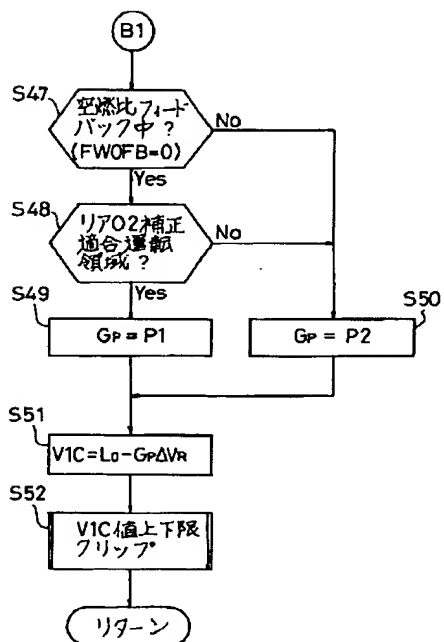 B1
S47
空燃比フィード
バック中?
(FWOFB=0)
No
Yes
S48
リアO2補正
適合運転
領域?
No
Yes
S49
GP = P1
S50
GP = P2
S51
V1C=L0-GPΔVR
S52
V1C値上下限
クリップ
リターン